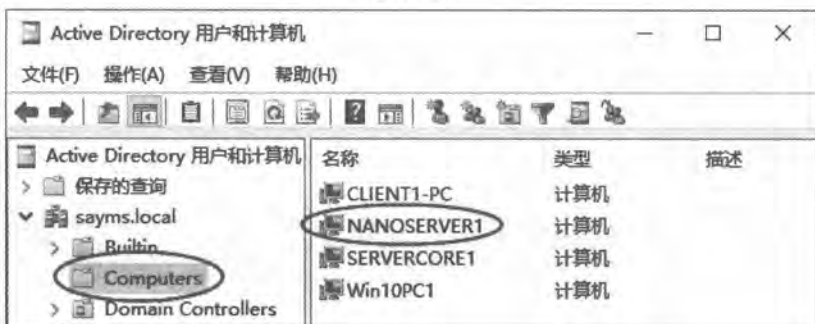 Active Directory 用户和计算机
文件(F) 操作(A) 查看(V) 帮助(H)
Active Directory 用户和计算机
保存的查询
sayms.local
Builtin
Computers
Domain Controllers
名称 类型 描述
CLIENT1-PC 计算机
NANOSERVER1 计算机
SERVERCORE1 计算机
Win10PC1 计算机